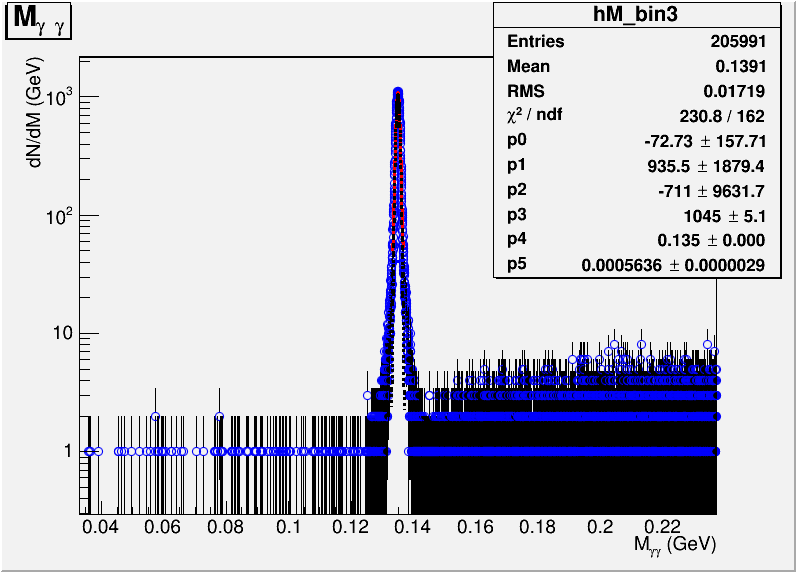 M γ γ
hM_bin3
Entries 205991
Mean 0.1391
RMS 0.01719
χ² / ndf 230.8 / 162
p0 -72.73 ± 157.71
p1 935.5 ± 1879.4
p2 -711 ± 9631.7
p3 1045 ± 5.1
p4 0.135 ± 0.000
p5 0.0005636 ± 0.0000029
dN/dM (GeV)
10³
10²
10
1
0.04 0.06 0.08 0.1 0.12 0.14 0.16 0.18 0.2 0.22
Mγγ (GeV)